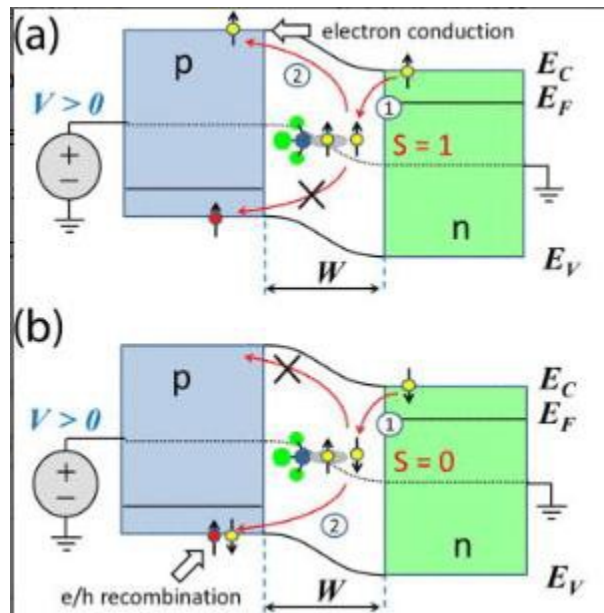 (a)
electron conduction
p
②
E_C
①
E_F
V > 0
S = 1
n
W
E_V
(b)
p
E_C
V > 0
①
E_F
S = 0
②
n
e/h recombination
W
E_V